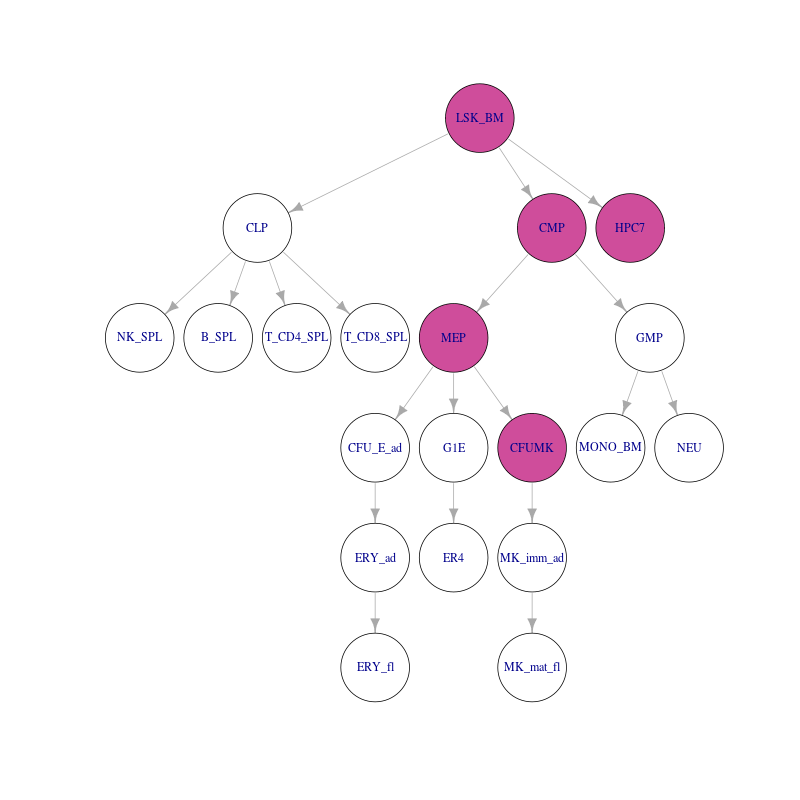 LSK_BM
CLP
CMP
HPC7
NK_SPL
B_SPL
T_CD4_SPL
T_CD8_SPL
MEP
GMP
CFU_E_ad
G1E
CFUMK
MONO_BM
NEU
ERY_ad
ER4
MK_imm_ad
ERY_fl
MK_mat_fl